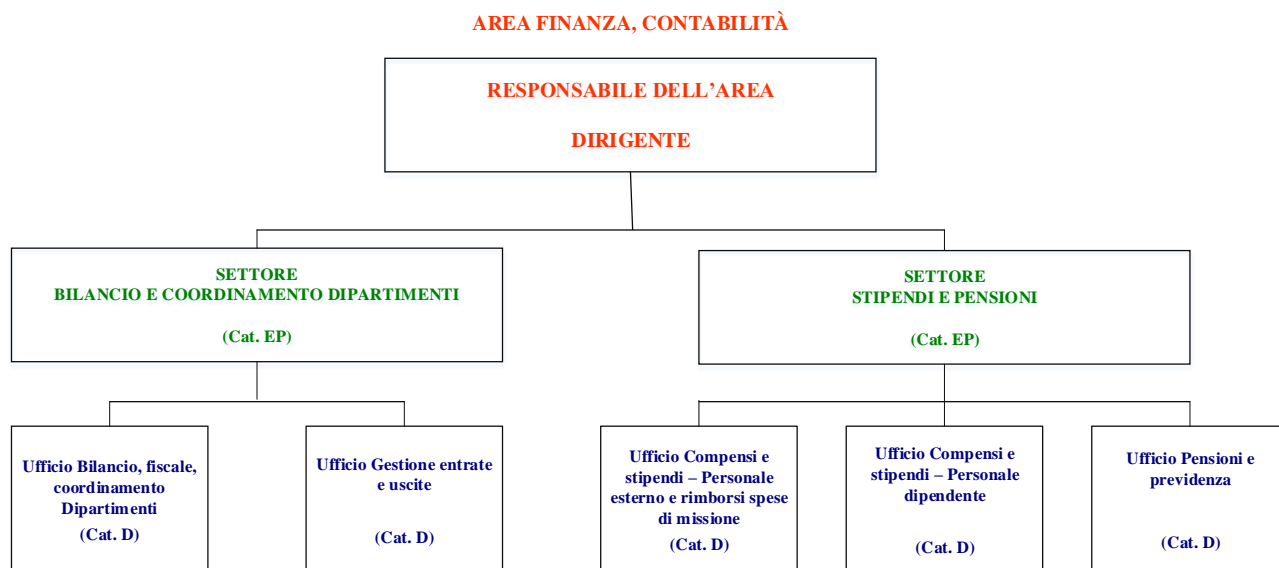 AREA FINANZA, CONTABILITÀ
RESPONSABILE DELL’AREA
DIRIGENTE
SETTORE
BILANCIO E COORDINAMENTO DIPARTIMENTI
(Cat. EP)
SETTORE
STIPENDI E PENSIONI
(Cat. EP)
Ufficio Bilancio, fiscale,
coordinamento
Dipartimenti
(Cat. D)
Ufficio Gestione entrate
e uscite
(Cat. D)
Ufficio Compensi e
stipendi – Personale
esterno e rimborsi spese
di missione
(Cat. D)
Ufficio Compensi e
stipendi – Personale
dipendente
(Cat. D)
Ufficio Pensioni e
previdenza
(Cat. D)